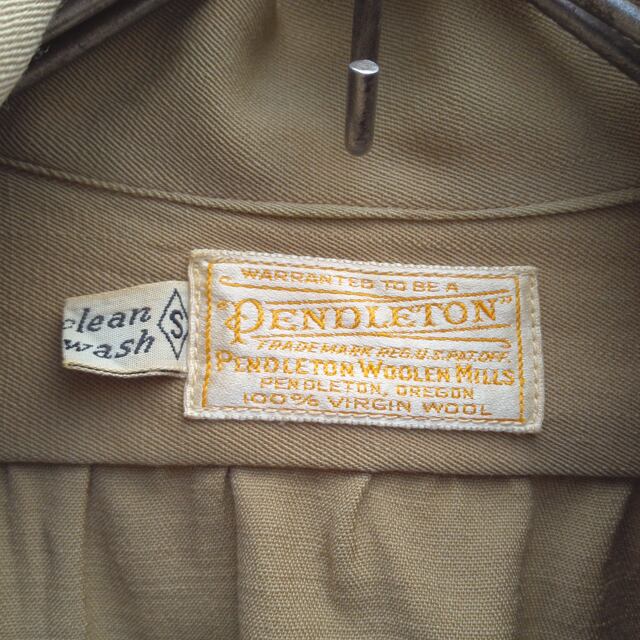 clean
wash
S
WARRANTED TO BE A
"PENDLETON"
TRADE MARK REG. U.S. PAT. OFF.
PENDLETON WOOLEN MILLS
PENDLETON, OREGON
100% VIRGIN WOOL